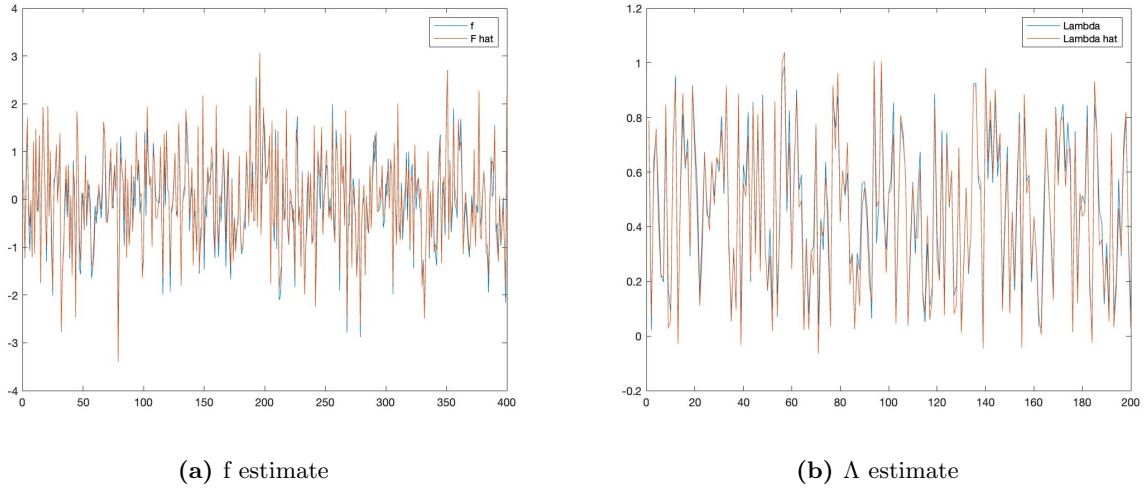 4
3
2
1
0
-1
-2
-3
-4
0 50 100 150 200 250 300 350 400
f
F hat
(a) f estimate
1.2
1
0.8
0.6
0.4
0.2
0
-0.2
0 20 40 60 80 100 120 140 160 180 200
Lambda
Lambda hat
(b) Λ estimate